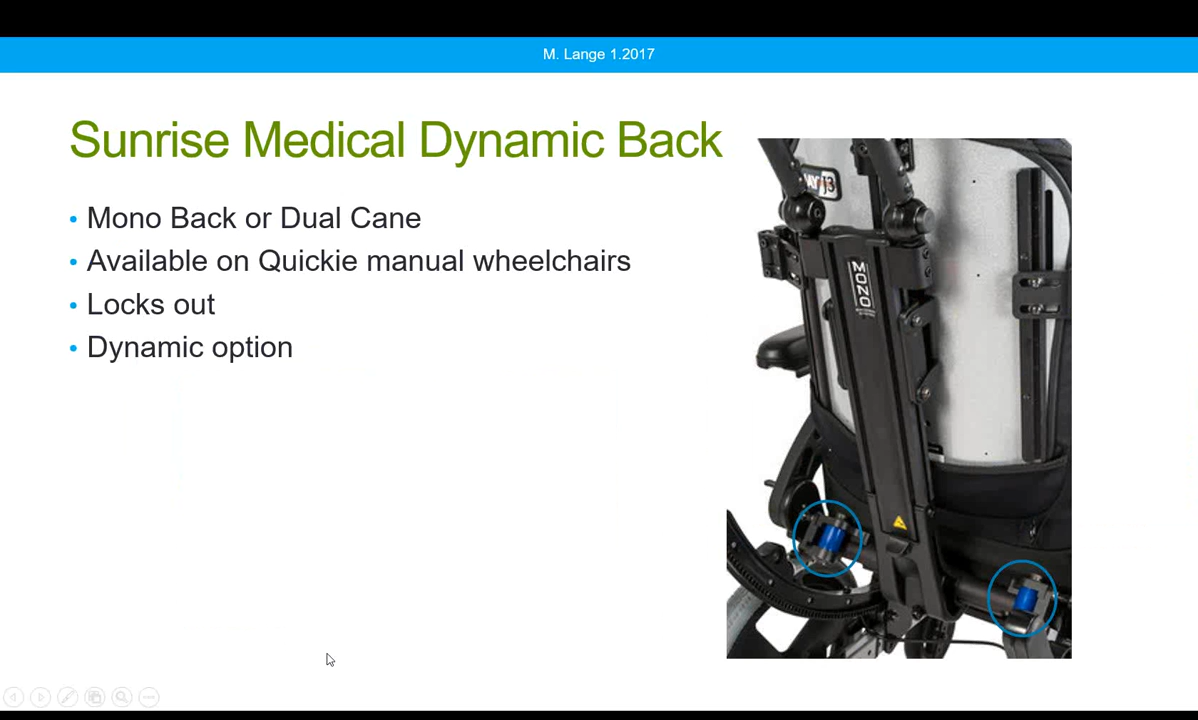 M. Lange 1.2017
Sunrise Medical Dynamic Back
Mono Back or Dual Cane
Available on Quickie manual wheelchairs
Locks out
Dynamic option
J3
MONO